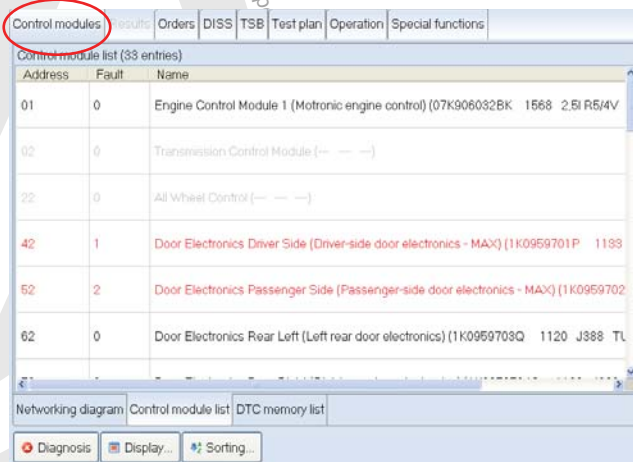 Control modules Results Orders DISS TSB Test plan Operation Special functions
Control module list (33 entries)
Address Fault Name
01 0 Engine Control Module 1 (Motronic engine control) (07K906032BK 1568 2,5l R5/4V
02 0 Transmission Control Module (--- --- ---)
22 0 All Wheel Control (--- --- ---)
42 1 Door Electronics Driver Side (Driver-side door electronics - MAX) (1K0959701P 1133
52 2 Door Electronics Passenger Side (Passenger-side door electronics - MAX) (1K0959702
62 0 Door Electronics Rear Left (Left rear door electronics) (1K0959703Q 1120 J388 TÜ
Networking diagram Control module list DTC memory list
Diagnosis Display... Sorting...